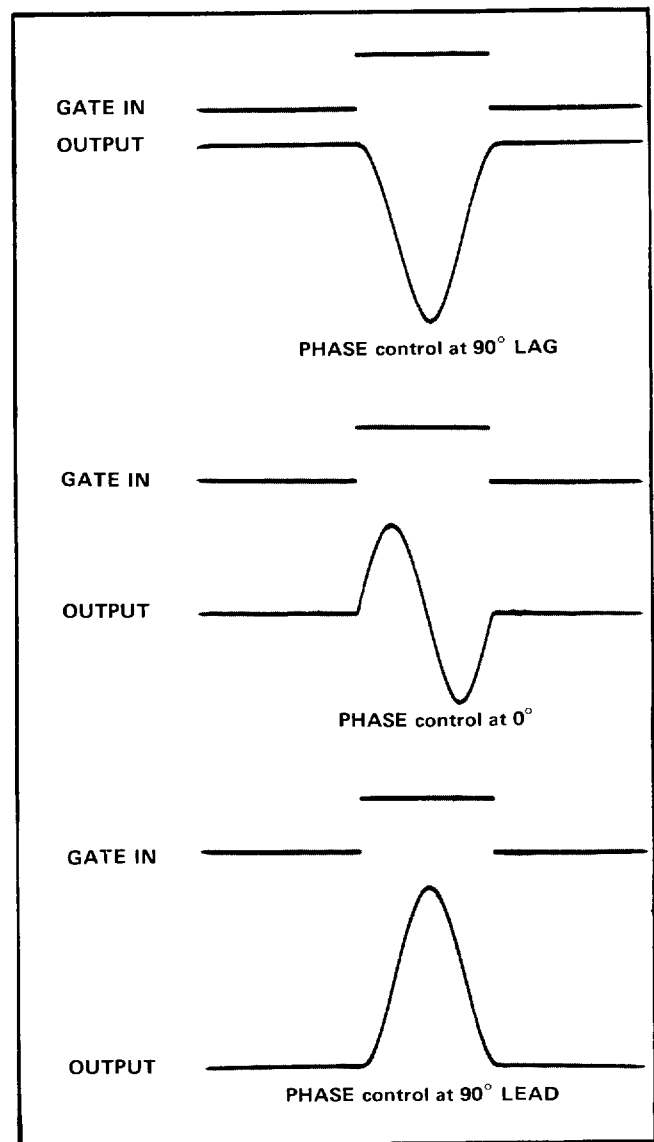 GATE IN
OUTPUT
PHASE control at 90° LAG
GATE IN
OUTPUT
PHASE control at 0°
GATE IN
OUTPUT
PHASE control at 90° LEAD